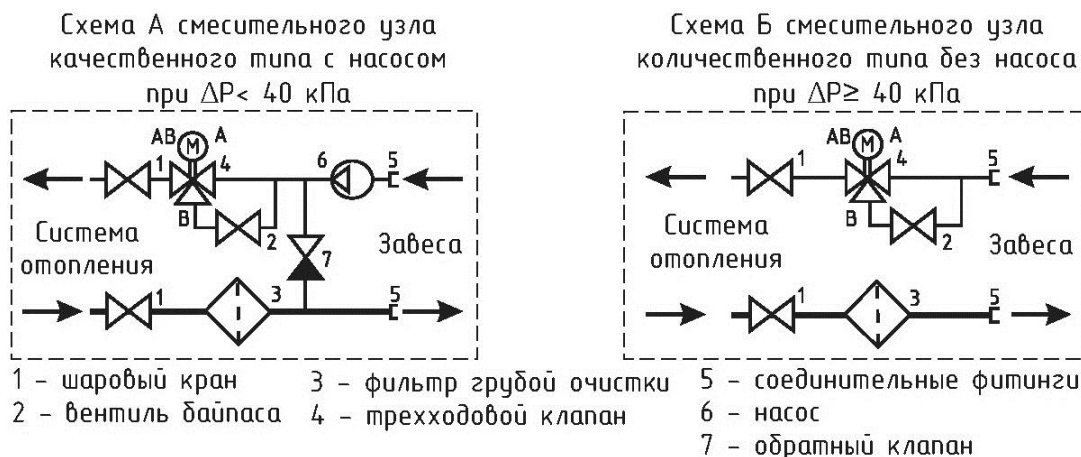 Схема А смесительного узла
качественного типа с насосом
при ΔP< 40 кПа
АВ
А
1
4
6
5
В
2
Система
отопления
7
Завеса
1
3
5
Схема Б смесительного узла
количественного типа без насоса
при ΔP≥ 40 кПа
АВ
А
1
4
5
В
2
Система
отопления
Завеса
1
3
5
М
М
1 – шаровый кран
2 – вентиль байпаса
3 – фильтр грубой очистки
4 – трехходовой клапан
5 – соединительные фитинги
6 – насос
7 – обратный клапан